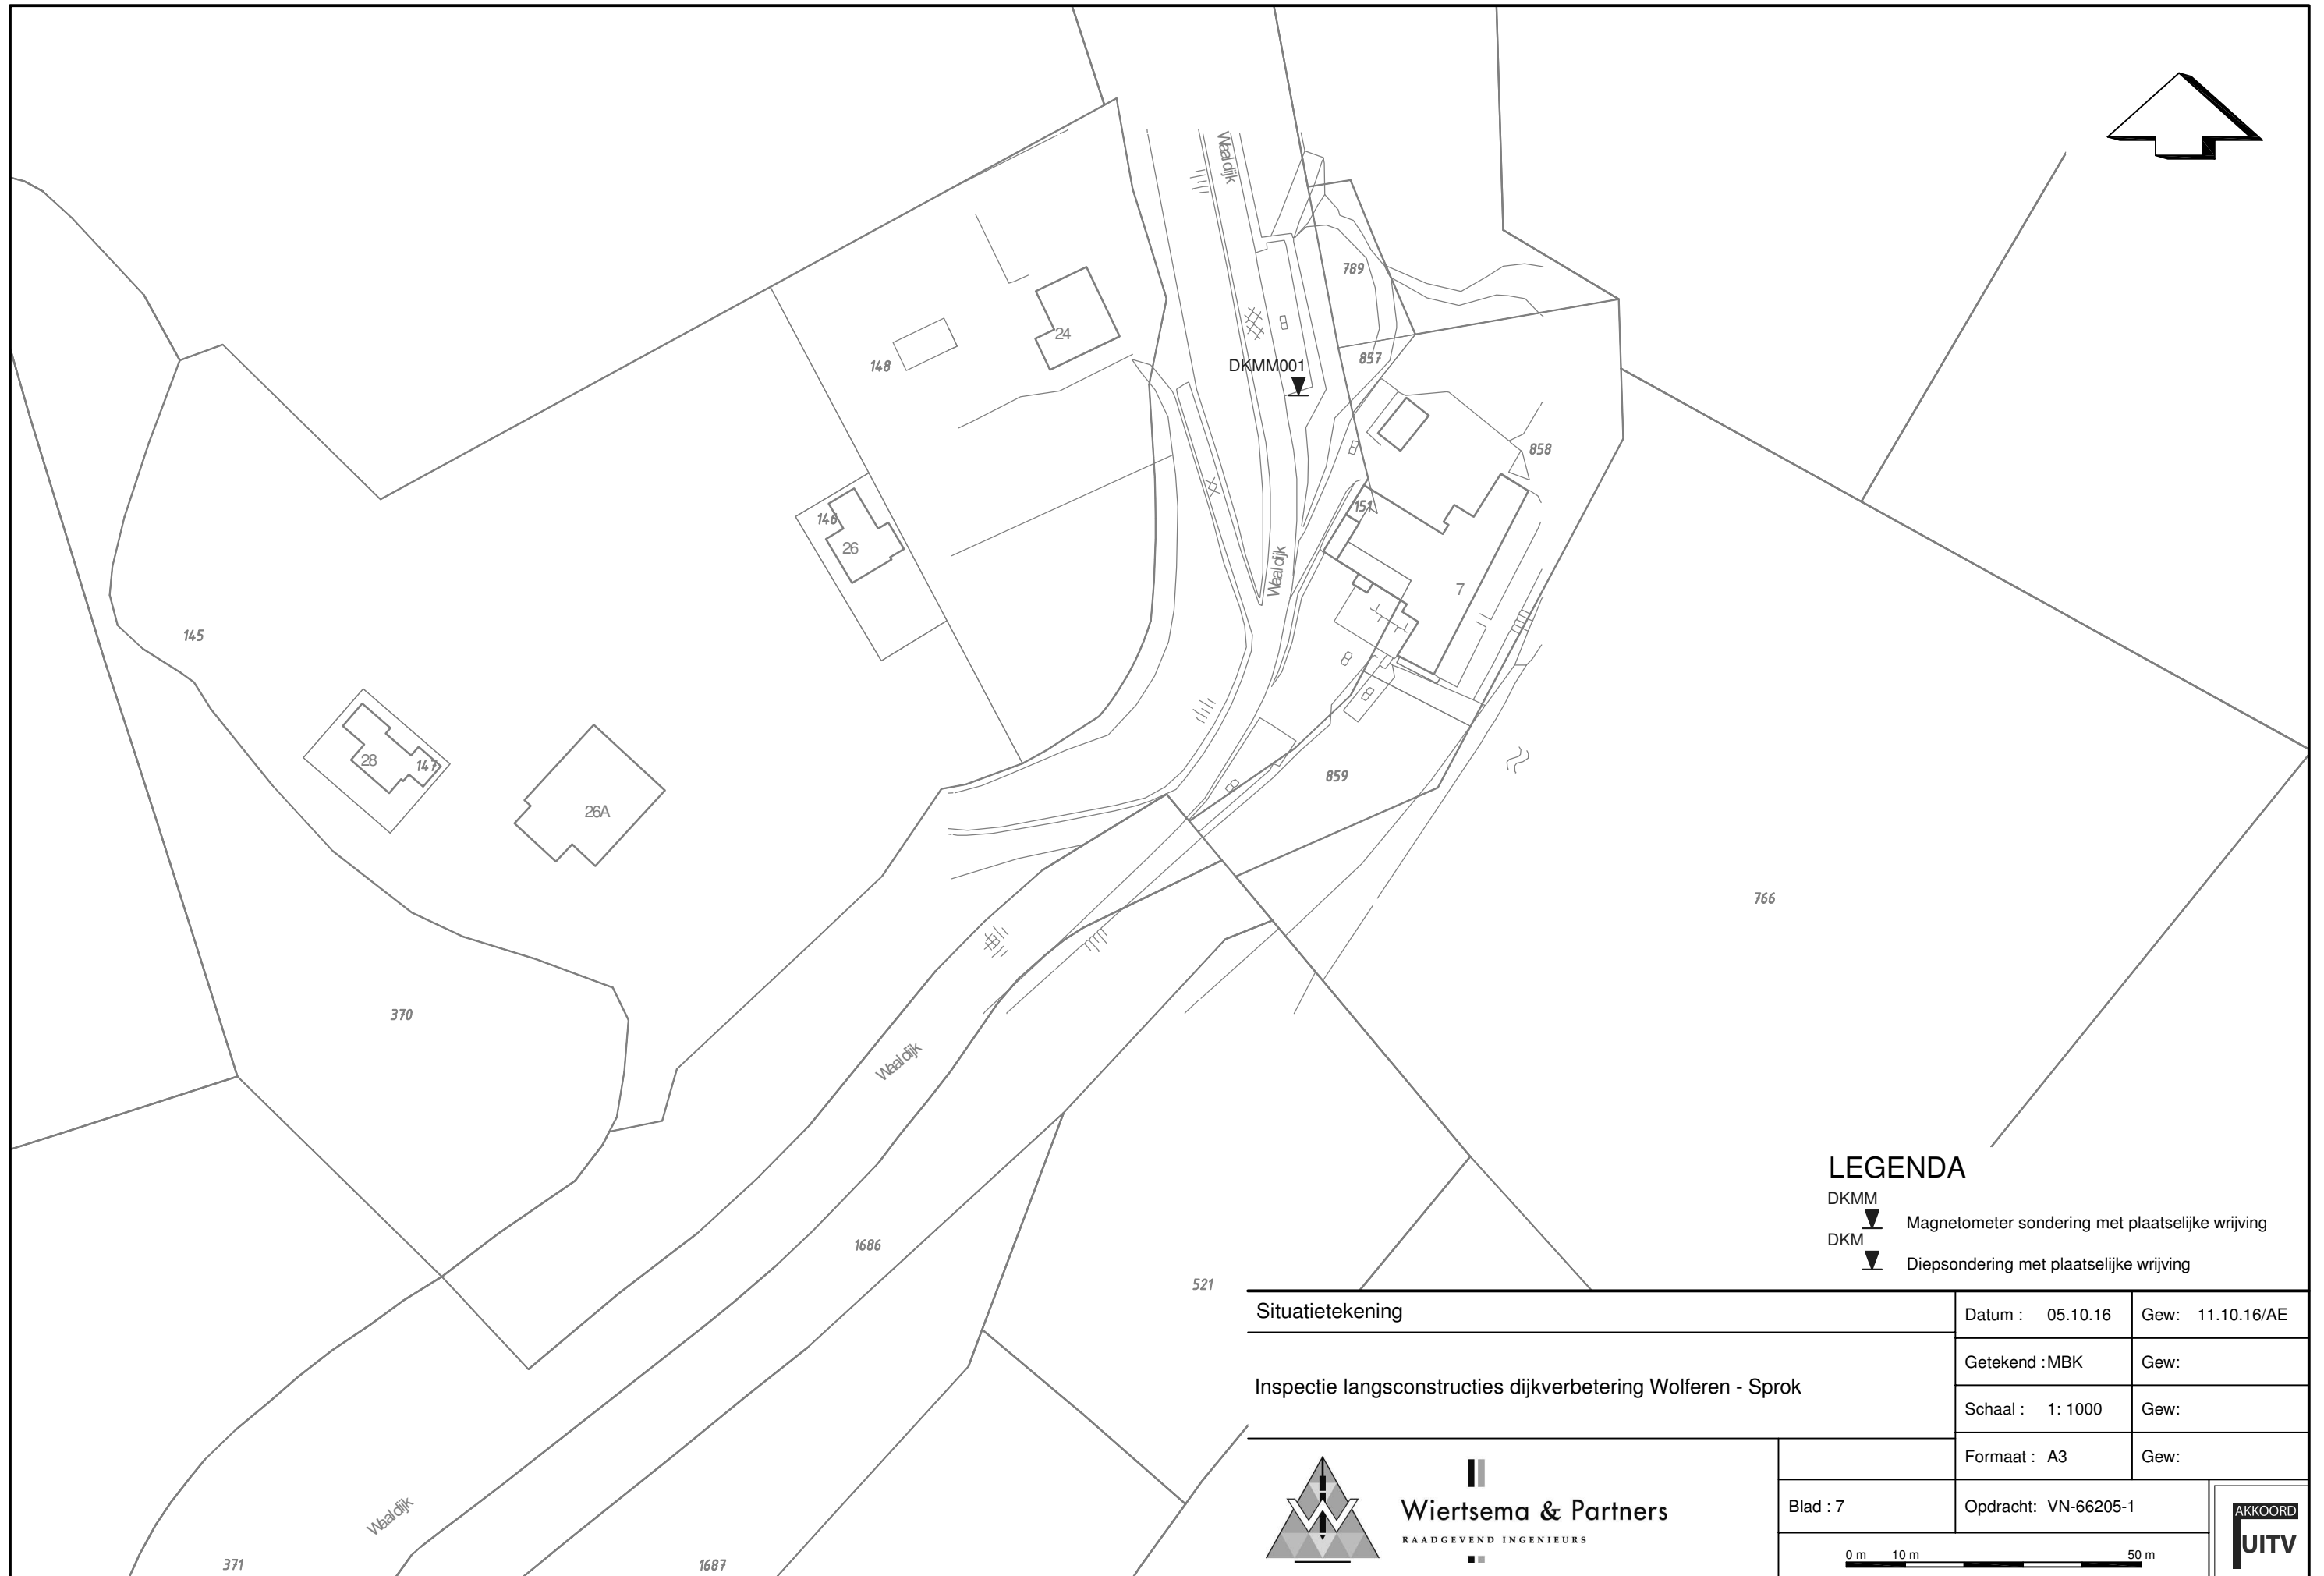 Waaldijk
789
24
148
DKMM001
857
858
146
26
151
Waaldijk
7
145
28
147
26A
859
766
370
Waaldijk
1686
521
Waaldijk
371
1687
LEGENDA
DKMM
Magnetometer sondering met plaatselijke wrijving
DKM
Diepsondering met plaatselijke wrijving
Situatietekening
Datum : 05.10.16 Gew: 11.10.16/AE
Getekend : MBK Gew:
Inspectie langsconstructies dijkverbetering Wolferen - Sprok
Schaal : 1: 1000 Gew:
Formaat : A3 Gew:
Wiertsema & Partners
RAADGEVEND INGENIEURS
Blad : 7 Opdracht: VN-66205-1
0 m 10 m 50 m
AKKOORD
UITV